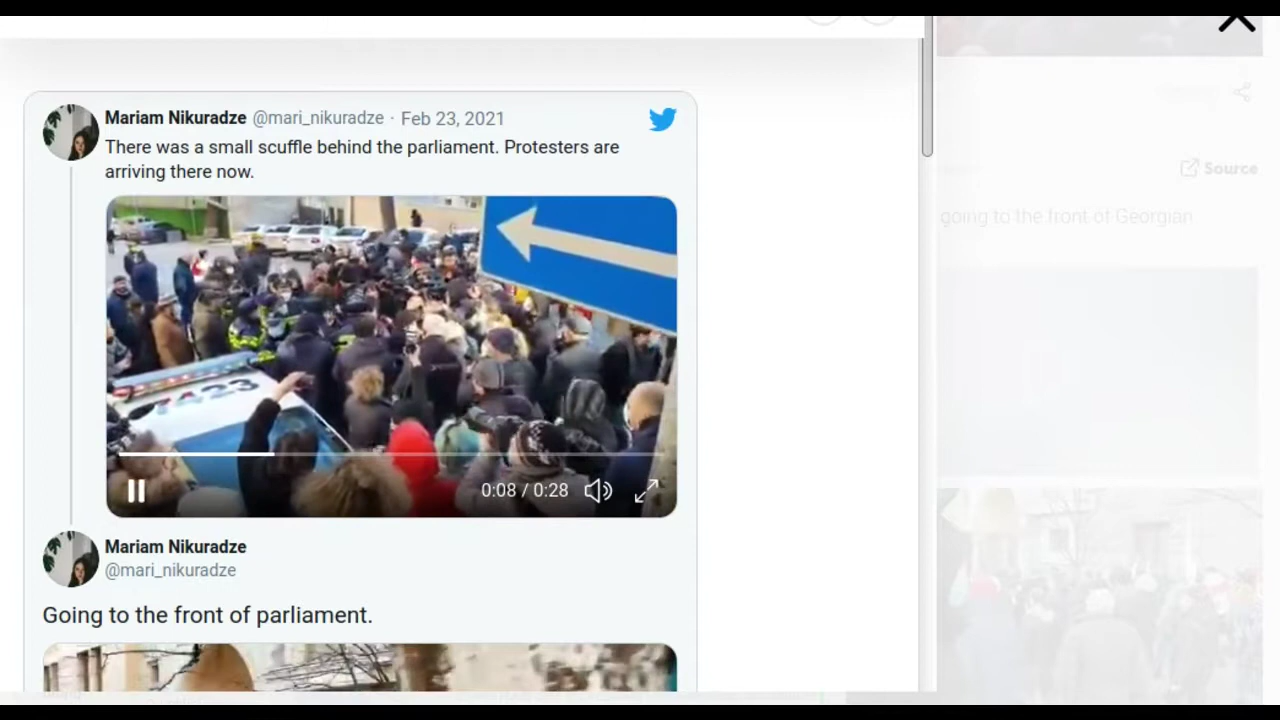 Mariam Nikuradze @mari_nikuradze · Feb 23, 2021
There was a small scuffle behind the parliament. Protesters are
arriving there now.
7423
0:08 / 0:28
Mariam Nikuradze
@mari_nikuradze
Going to the front of parliament.
Source
going to the front of Georgian